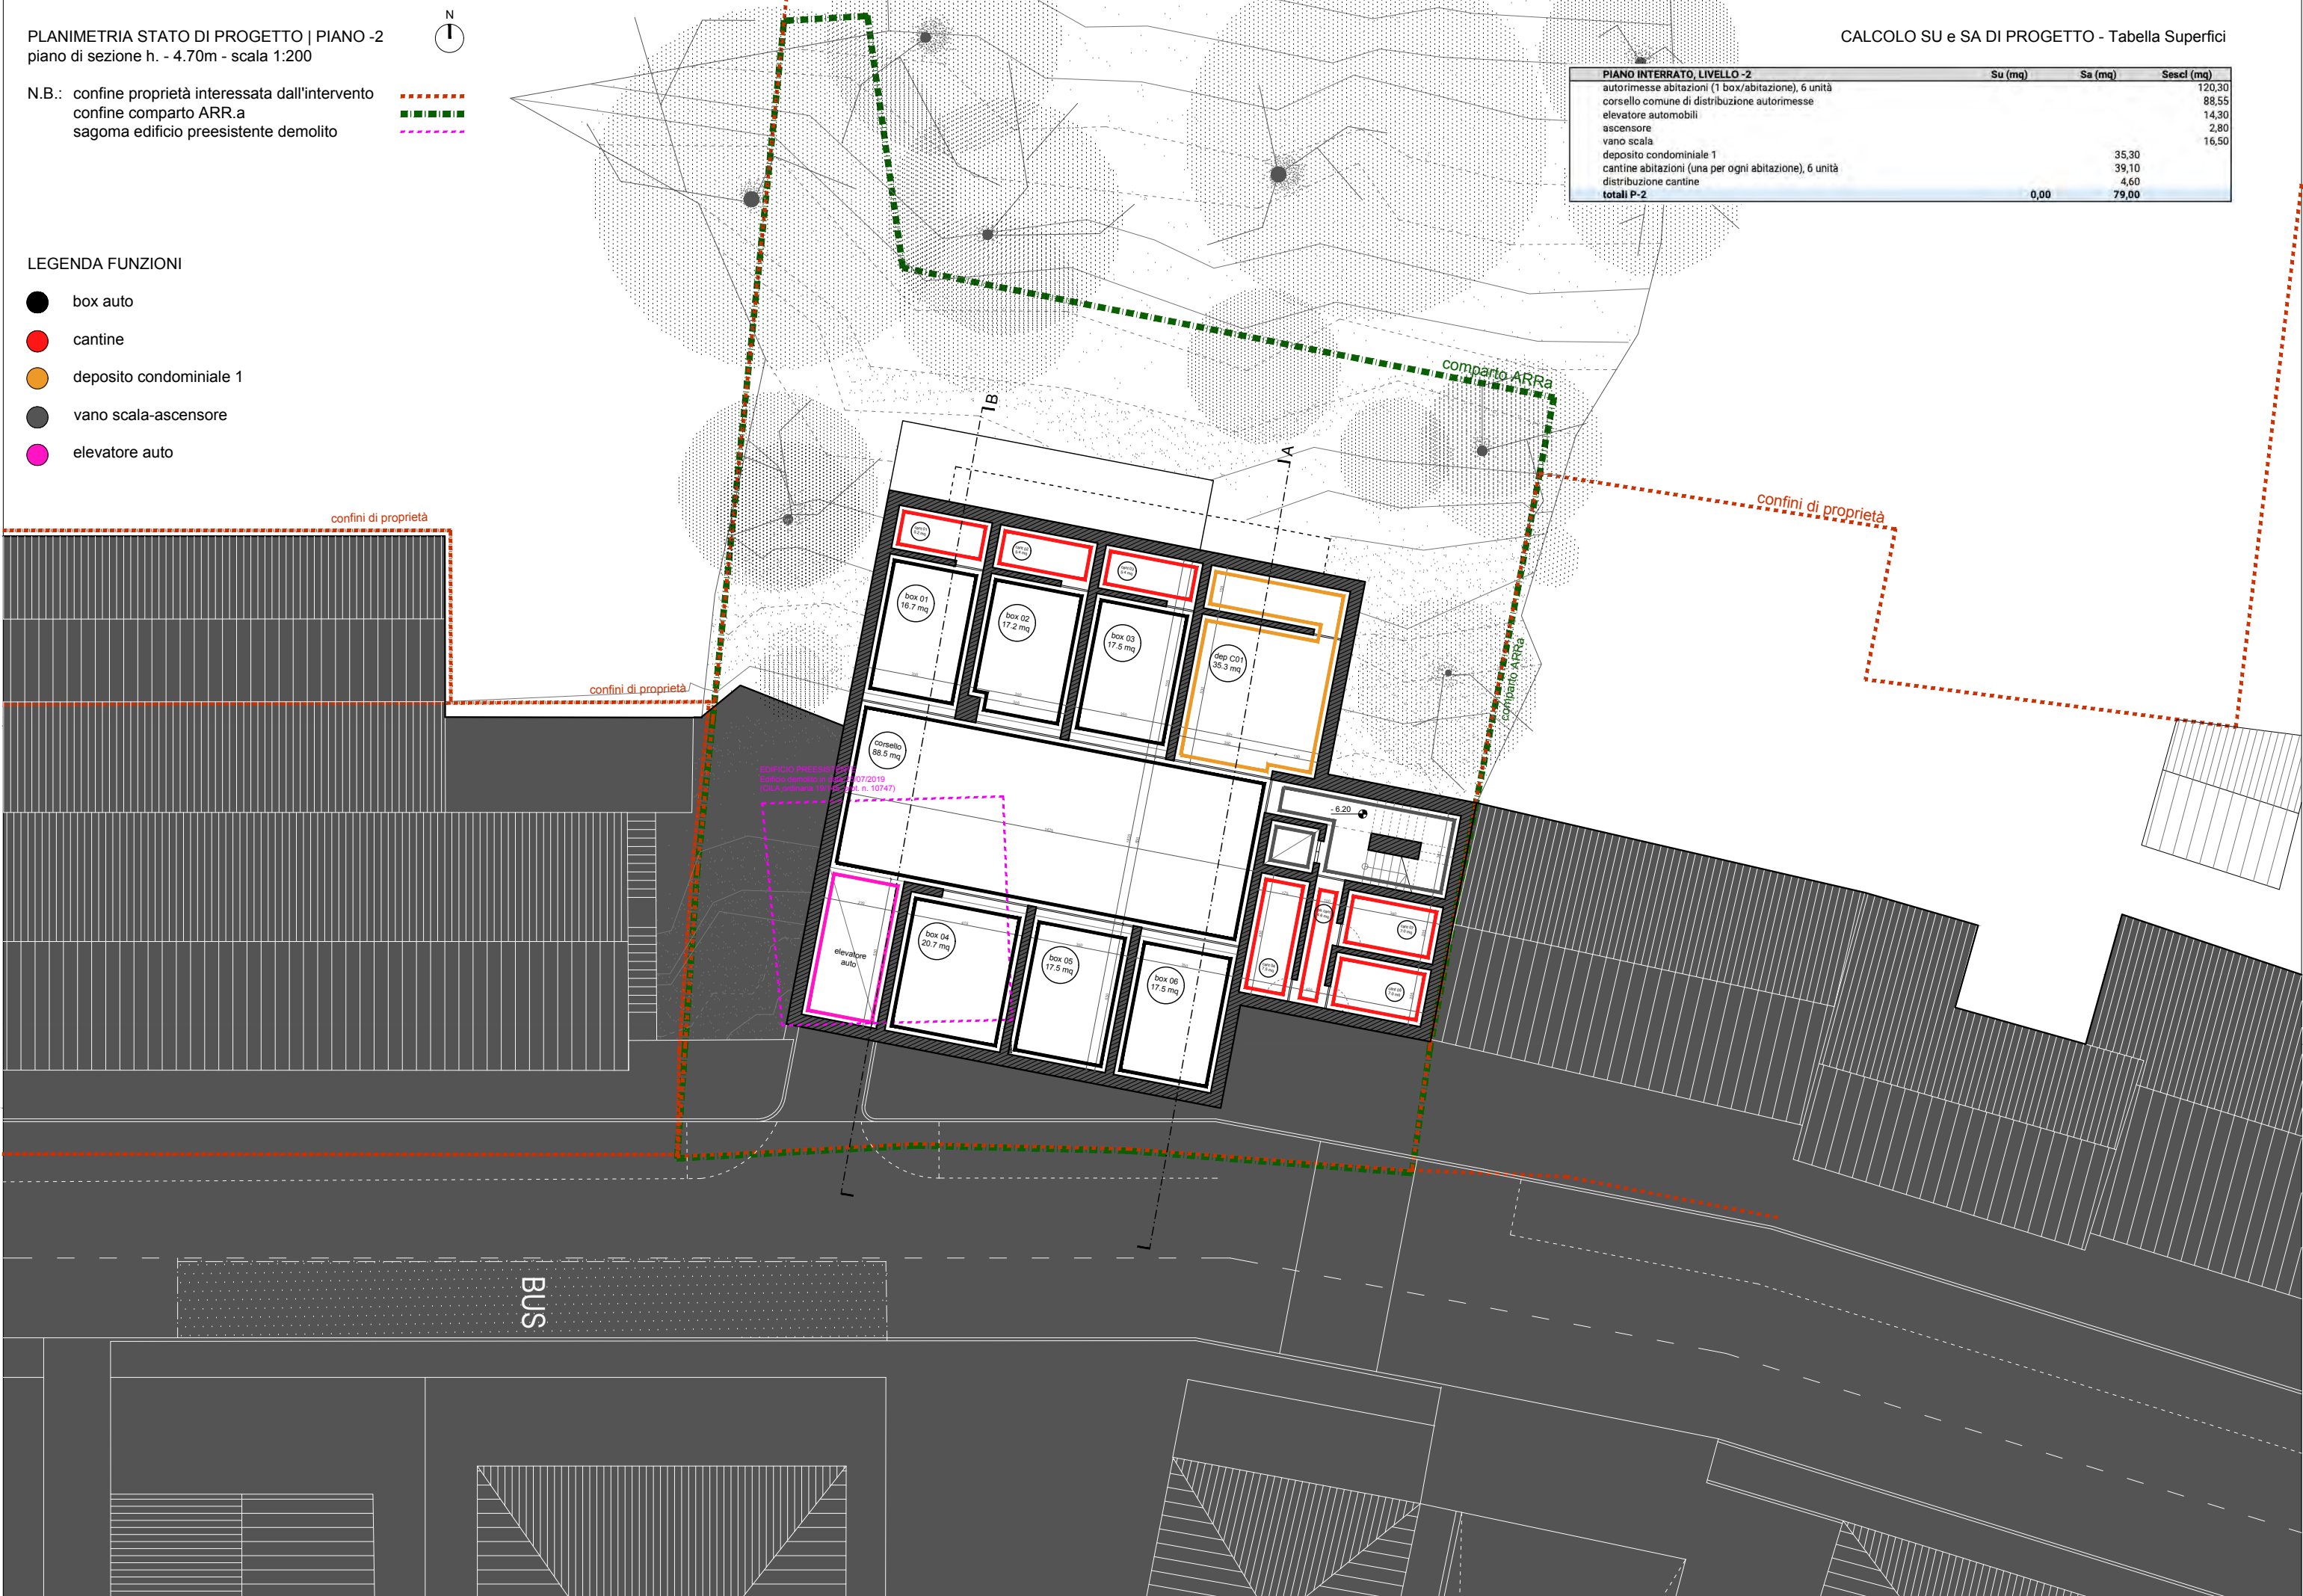 PLANIMETRIA STATO DI PROGETTO | PIANO -2
piano di sezione h. - 4.70m - scala 1:200
N
N.B.: confine proprietà interessata dall'intervento
confine comparto ARR.a
sagoma edificio preesistente demolito
LEGENDA FUNZIONI
box auto
cantine
deposito condominiale 1
vano scala-ascensore
elevatore auto
CALCOLO SU e SA DI PROGETTO - Tabella Superfici
PIANO INTERRATO, LIVELLO -2 Su (mq) Sa (mq) Sescl (mq)
autorimesse abitazioni (1 box/abitazione), 6 unità 120,30
corsello comune di distribuzione autorimesse 88,55
elevatore automobili 14,30
ascensore 2,80
vano scala 16,50
deposito condominiale 1 35,30
cantine abitazioni (una per ogni abitazione), 6 unità 39,10
distribuzione cantine 4,60
totali P-2 0,00 79,00
comparto ARRa
B
A
confini di proprietà
confini di proprietà
confini di proprietà
comparto ARRa
box 01
16.7 mq
box 02
17.2 mq
box 03
17.5 mq
dep C01
35.3 mq
corsello
88.5 mq
- 6.20
elevatore
auto
box 04
20.7 mq
box 05
17.5 mq
box 06
17.5 mq
BUS